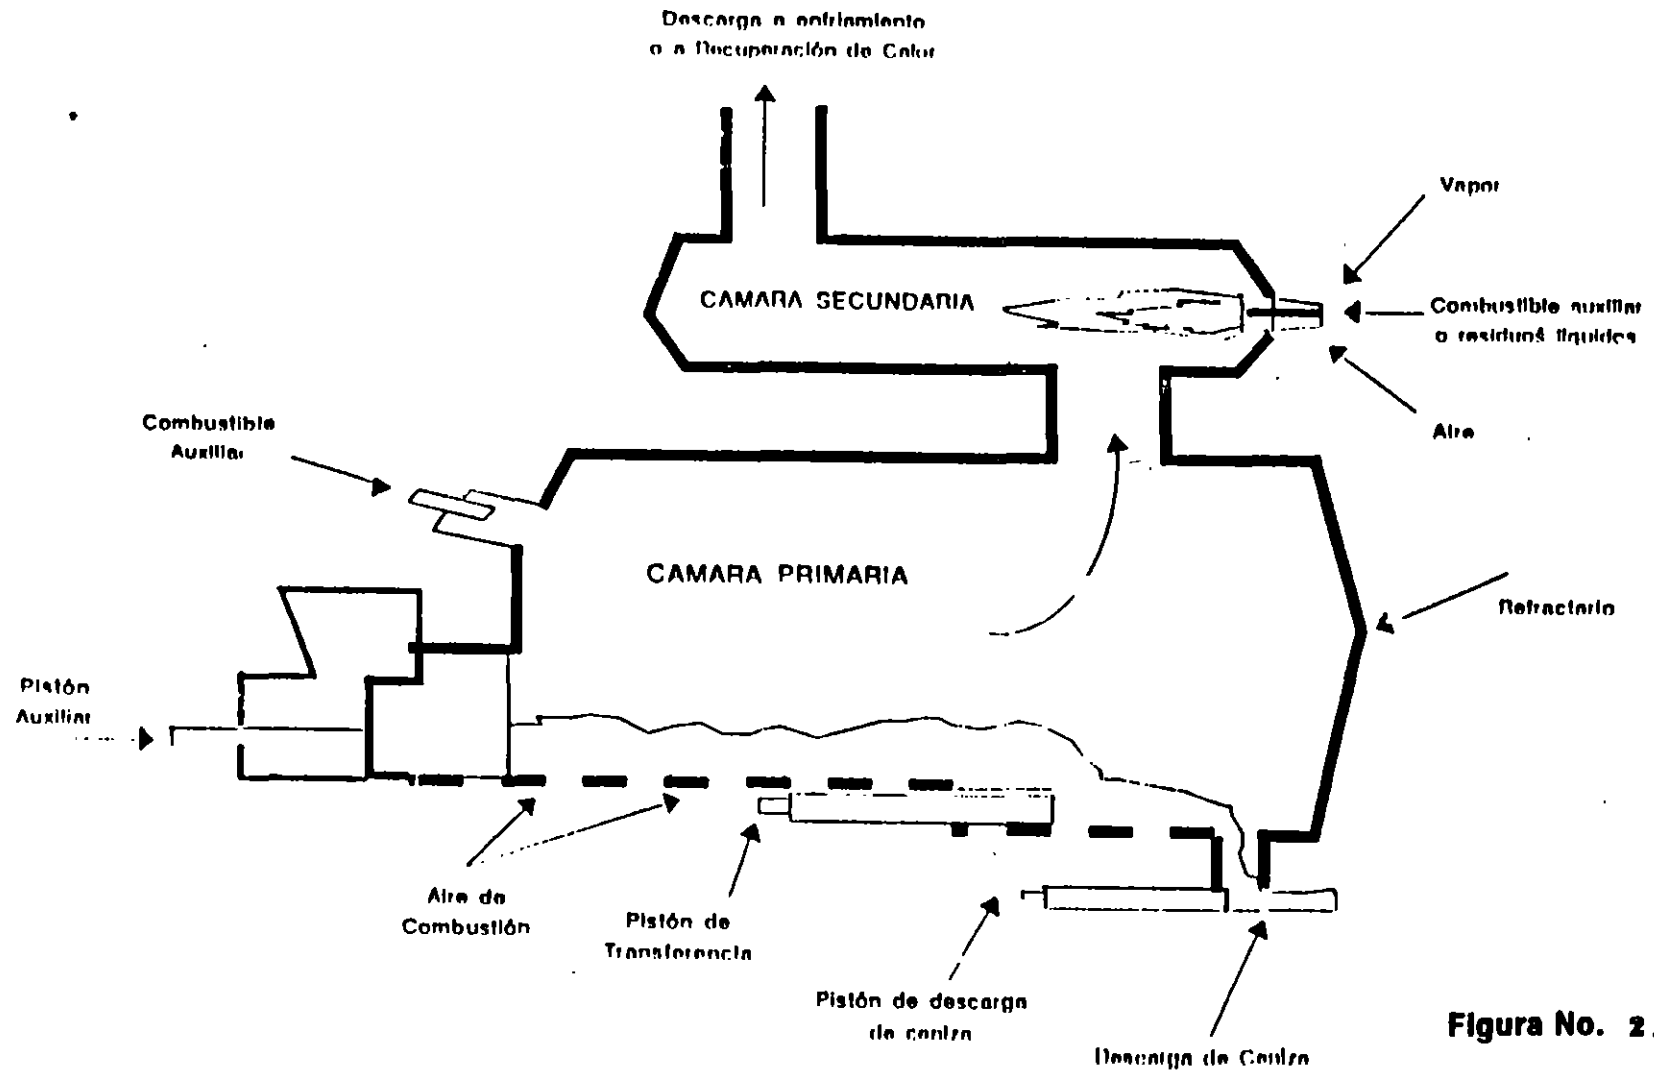 Descarga a enfriamiento
o a Recuperación de Calor
Vapor
CAMARA SECUNDARIA
Combustible auxiliar
o residuos líquidos
Combustible
Auxiliar
Aire
CAMARA PRIMARIA
Refractario
Pistón
Auxiliar
Aire de
Combustión
Pistón de
Transferencia
Pistón de descarga
de ceniza
Descarga de Ceniza
Figura No. 2.